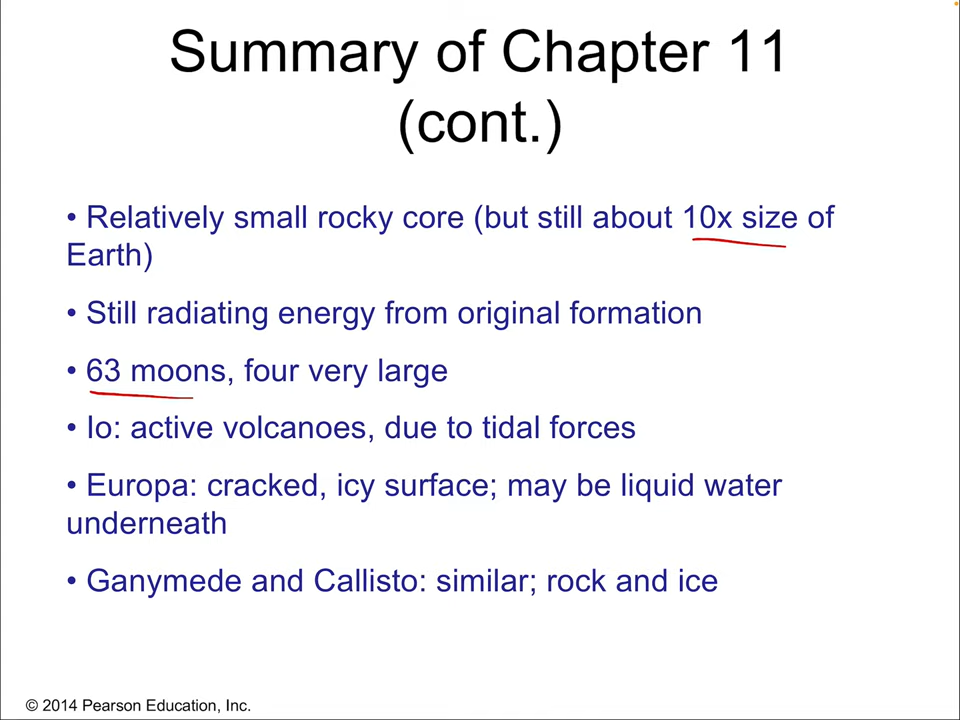 Summary of Chapter 11
(cont.)
• Relatively small rocky core (but still about 10x size of
Earth)
• Still radiating energy from original formation
• 63 moons, four very large
• Io: active volcanoes, due to tidal forces
• Europa: cracked, icy surface; may be liquid water
underneath
• Ganymede and Callisto: similar; rock and ice
© 2014 Pearson Education, Inc.